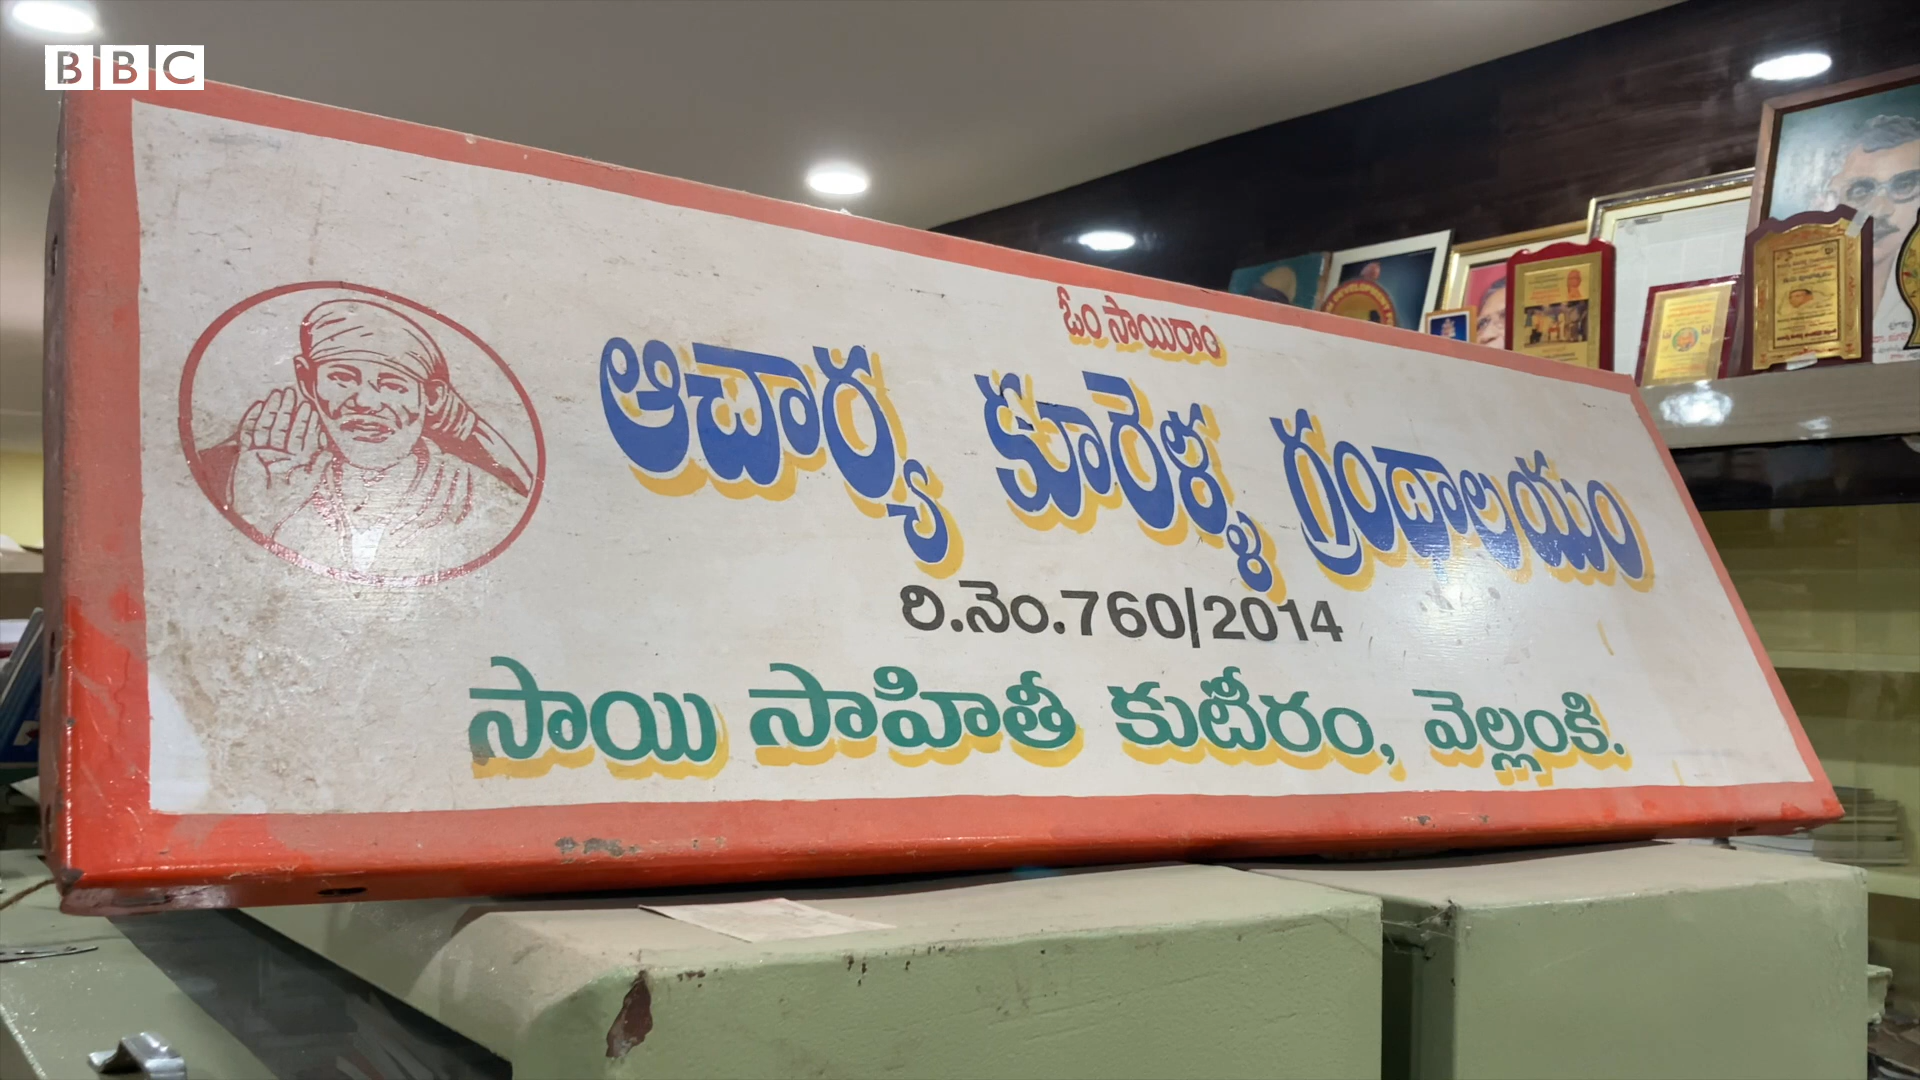 BBC
ఓం సాయిరాం
ఆచార్య కూరెళ్ళ గ్రంథాలయం
రి.నెం.760/2014
సాయి సాహితీ కుటీరం, వెల్లంకి.